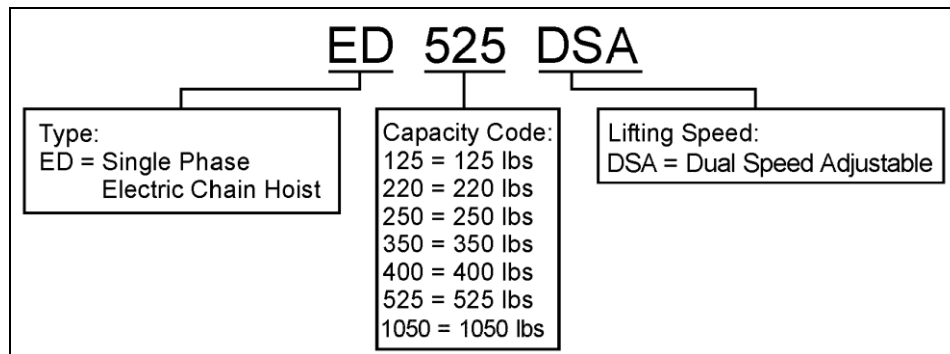 ED 525 DSA
Type:
ED = Single Phase
Electric Chain Hoist
Capacity Code:
125 = 125 lbs
220 = 220 lbs
250 = 250 lbs
350 = 350 lbs
400 = 400 lbs
525 = 525 lbs
1050 = 1050 lbs
Lifting Speed:
DSA = Dual Speed Adjustable